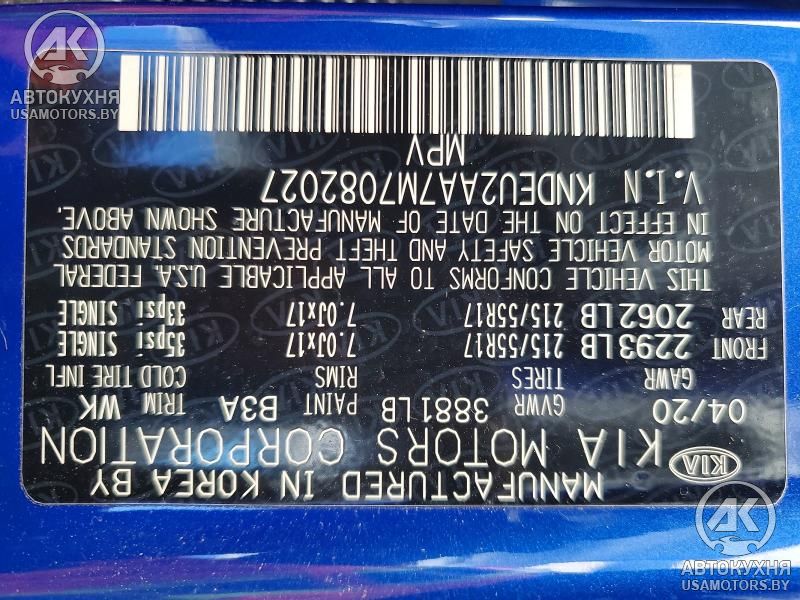 MANUFACTURED IN KOREA BY
KIA KIA MOTORS CORPORATION
04/20 GVWR 3881LB PAINT B3A TRIM WK
GAWR TIRES RIMS COLD TIRE INFL
FRONT 2293LB 215/55R17 7.0Jx17 35psi SINGLE
REAR 2062LB 215/55R17 7.0Jx17 33psi SINGLE
THIS VEHICLE CONFORMS TO ALL APPLICABLE U.S.A. FEDERAL
MOTOR VEHICLE SAFETY AND THEFT PREVENTION STANDARDS
IN EFFECT ON THE DATE OF MANUFACTURE SHOWN ABOVE.
V.I.N KNDEU2AA7M7082027
MPV
АК
АВТОКУХНЯ
USAMOTORS.BY
АК
АВТОКУХНЯ
USAMOTORS.BY